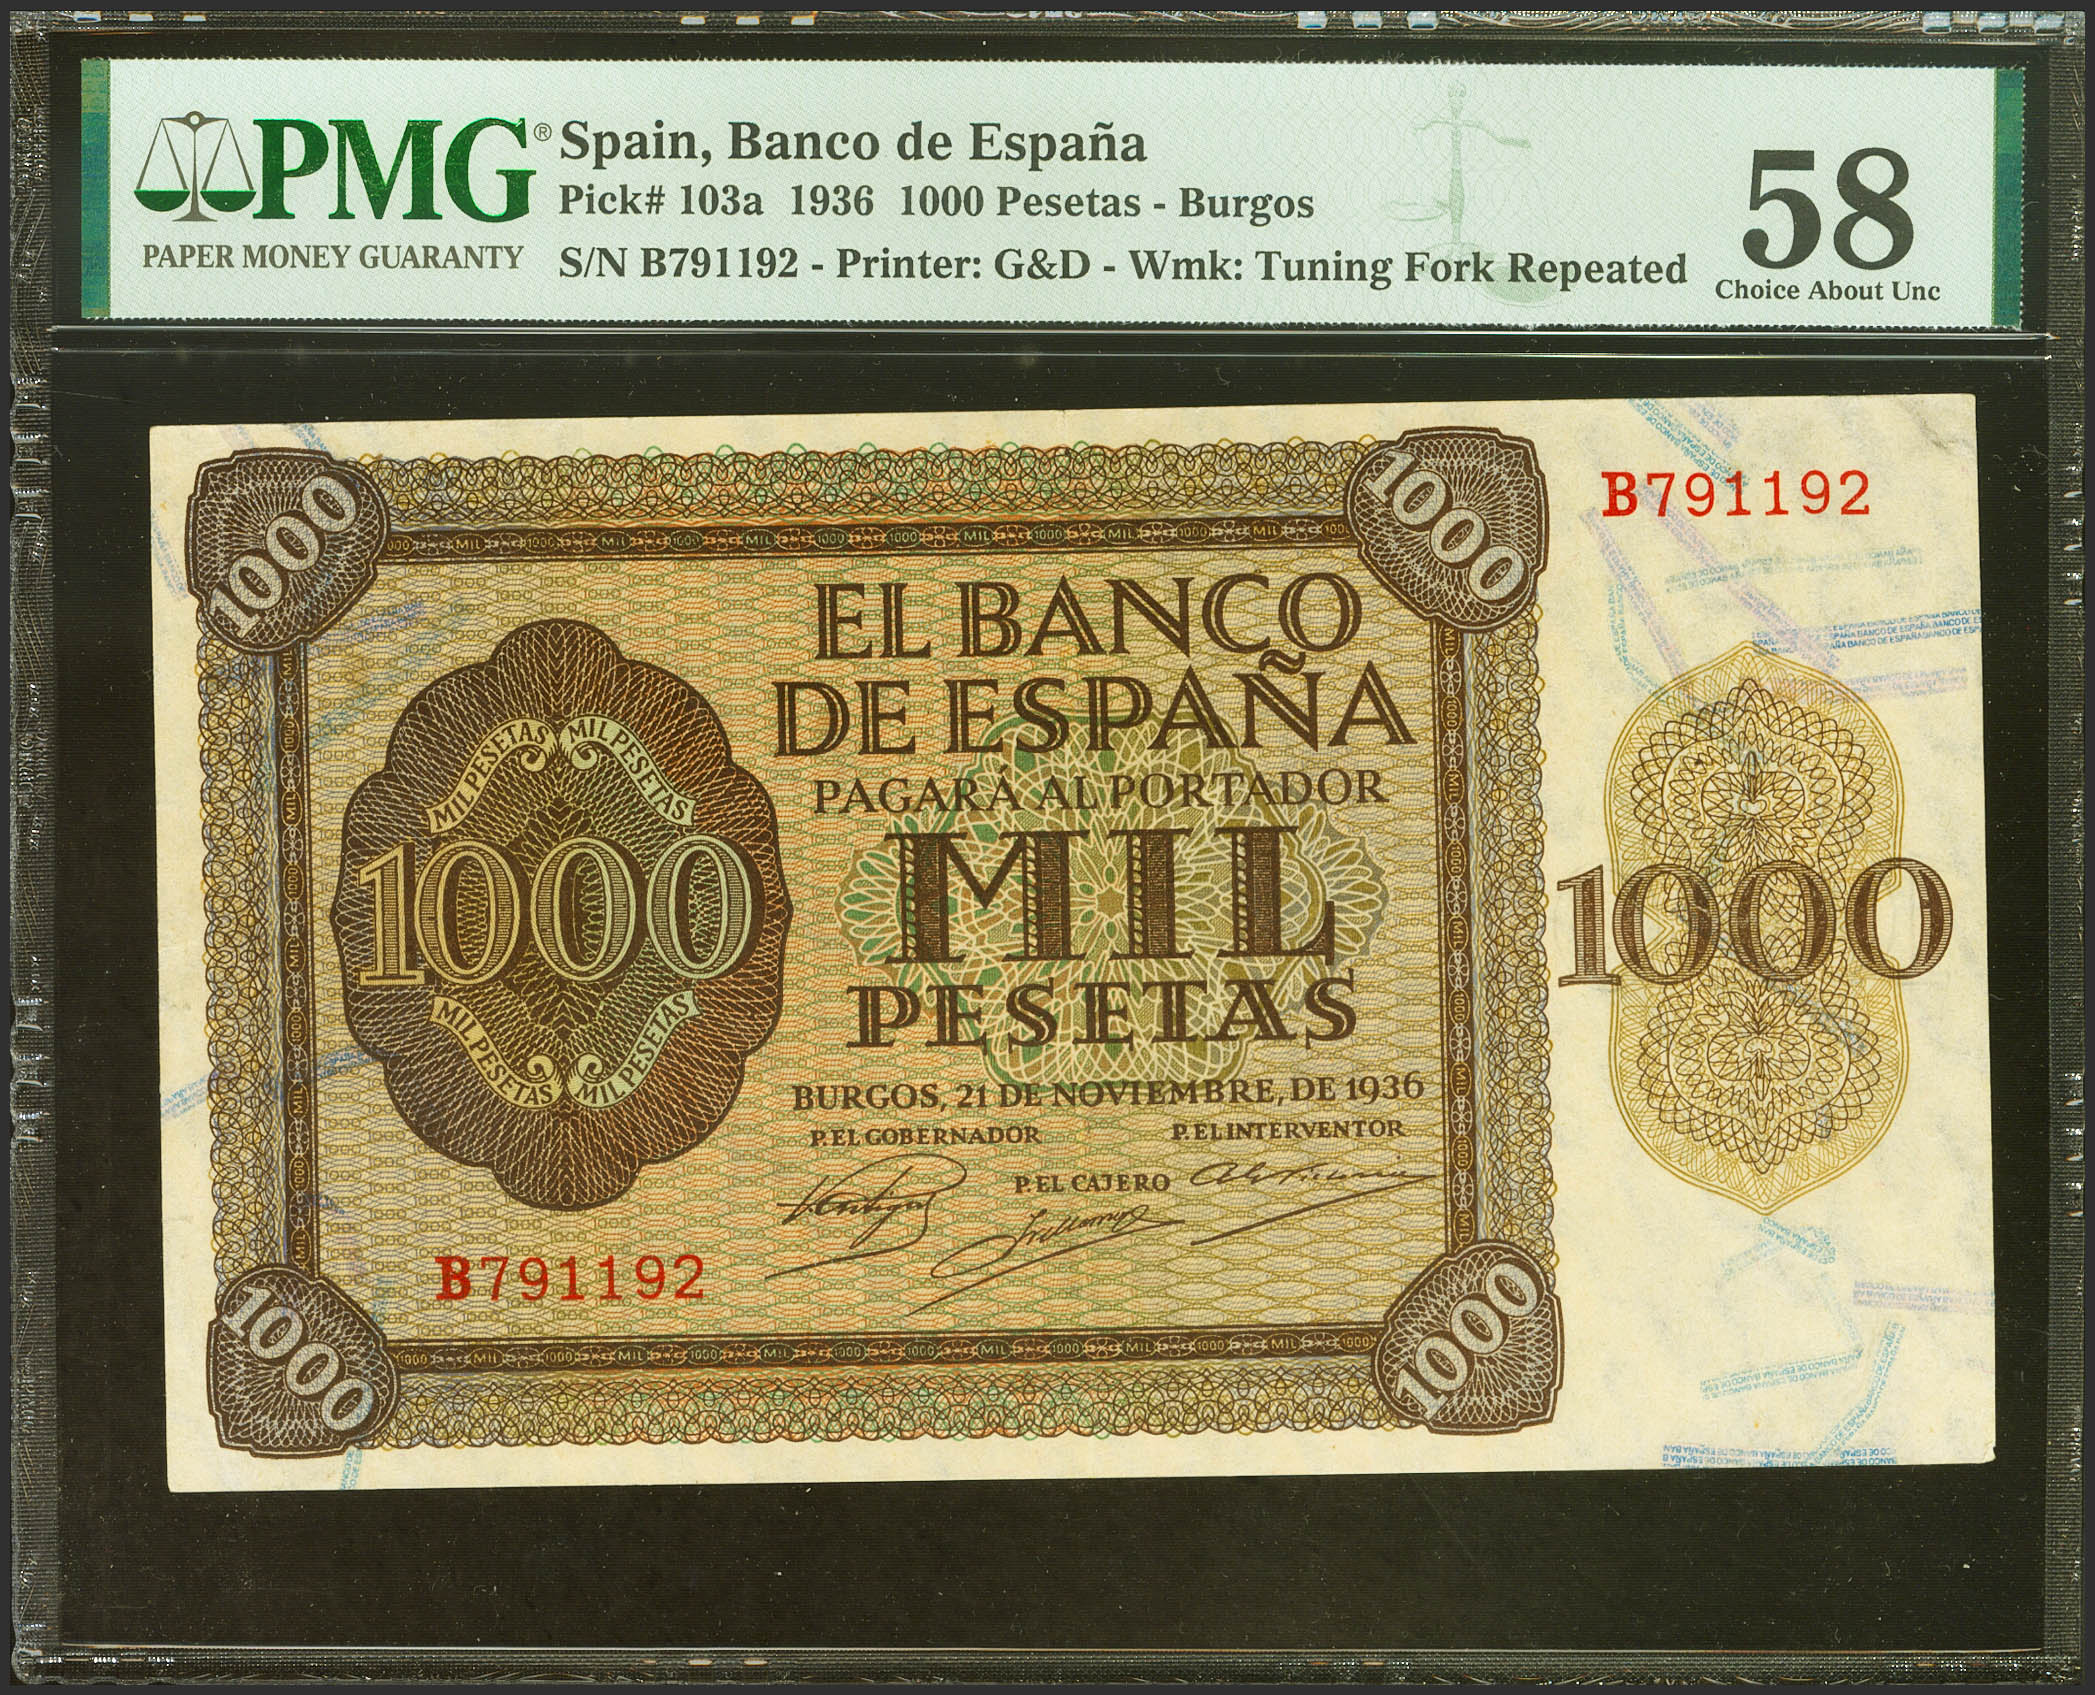 PMG®
PAPER MONEY GUARANTY
Spain, Banco de España
Pick# 103a 1936 1000 Pesetas - Burgos
S/N B791192 - Printer: G&D - Wmk: Tuning Fork Repeated
58
Choice About Unc
1000
1000
B791192
EL BANCO
DE ESPAÑA
PAGARÁ AL PORTADOR
MIL
PESETAS
MIL PESETAS MIL PESETAS
1000
MIL PESETAS MIL PESETAS
1000
BURGOS, 21 DE NOVIEMBRE, DE 1936
P. EL GOBERNADOR
P. EL INTERVENTOR
P. EL CAJERO
B791192
1000
1000